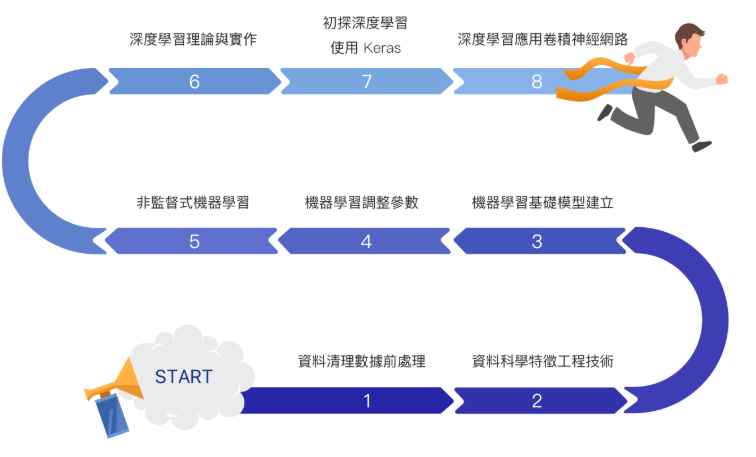 初探深度學習
深度學習理論與實作
使用 Keras
深度學習應用卷積神經網路
6
7
8
非監督式機器學習
機器學習調整參數
機器學習基礎模型建立
5
4
3
START
資料清理數據前處理
資料科學特徵工程技術
1
2